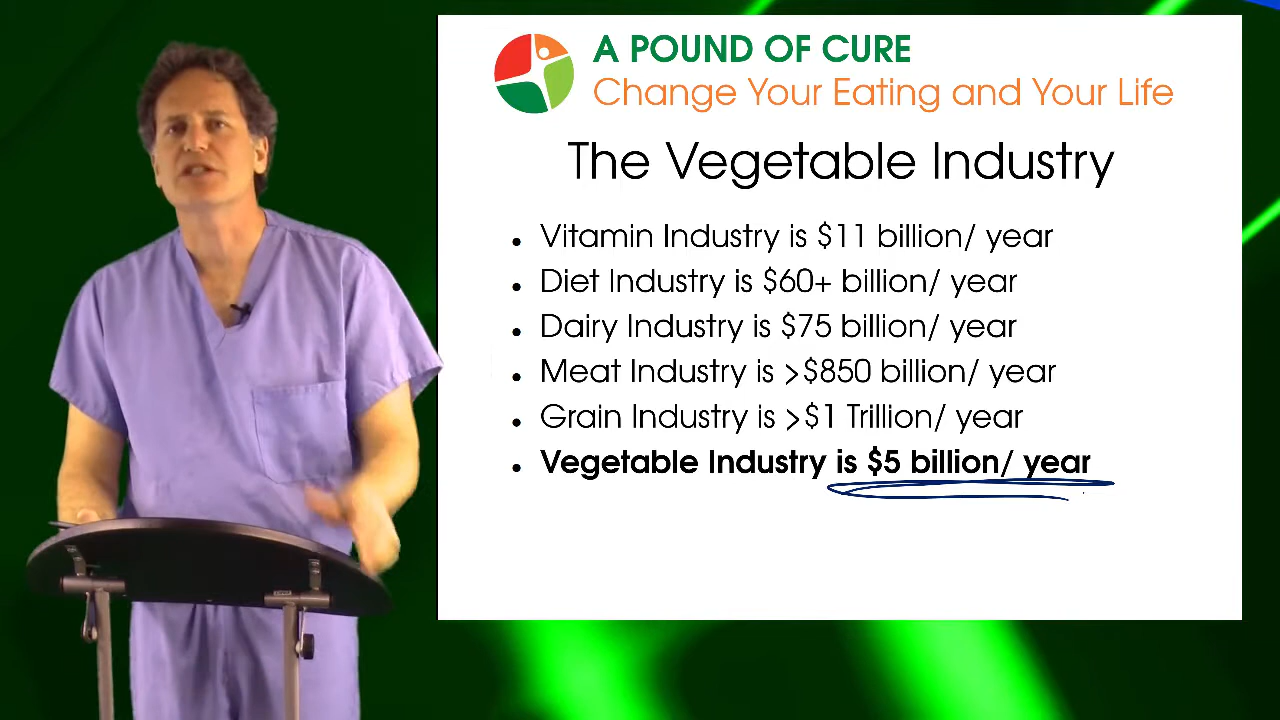 A POUND OF CURE
Change Your Eating and Your Life
The Vegetable Industry
• Vitamin Industry is $11 billion/ year
• Diet Industry is $60+ billion/ year
• Dairy Industry is $75 billion/ year
• Meat Industry is >$850 billion/ year
• Grain Industry is >$1 Trillion/ year
• Vegetable Industry is $5 billion/ year